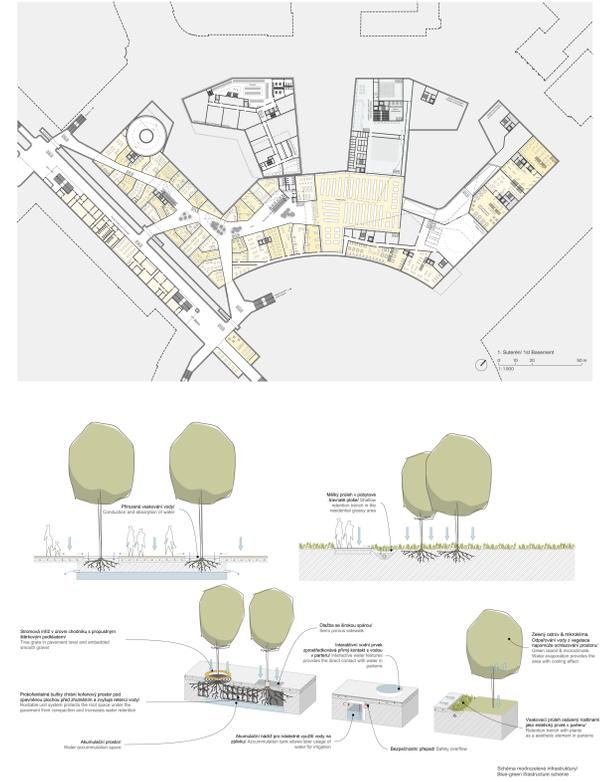 1. Suterén/ 1st Basement
0 10 20 50 m
1:1000
Přirozené vsakování vody/
Conduction and absorption of water
Mělký průleh v pobytové
travnaté ploše/ Shallow
retention trench in the
residential grassy area
Stromová mříž v úrovni chodníku s propustným
štěrkovým podkladem/
Tree grate in pavement level and embedded
smooth gravel
Dlažba se širokou spárou/
Semi porous sidewalk
Interaktivní vodní prvek
zprostředkovává přímý kontakt s vodou
v parteru/ Interactive water features
provides the direct contact with water in
parterre
Zelený ostrov & mikroklima.
Odpařování vody z vegetace
napomůže ochlazování prostoru/
Green island & microclimate.
Water evaporation provides the
area with cooling effect
Prokořenitelné buňky chrání kořenový prostor pod
zpevněnou plochou před zhutněním a zvyšuje retenci vody/
Rootable unit system protects the root space under the
pavement from compaction and increases water retention
Akumulační prostor/
Water accummulation space
Akumulační nádrž pro následné využití vody na
zálivku/ Accumulation tank allows later usage of
water for irrigation
Bezpečnostní přepad/ Safety overflow
Vsakovací průleh osázený rostlinami
jako estetický prvek v parteru/
Retention trench with plants
as a aesthetic element in parterre
Schéma modrozelené infrastruktury/
Blue-green ifrastructure scheme